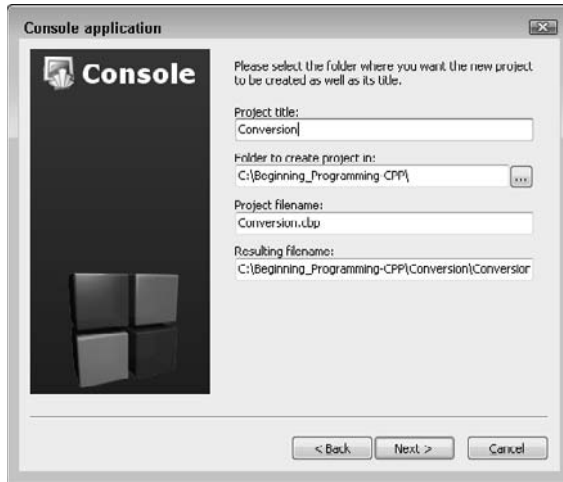 Console application
Console
Please select the folder where you want the new project
to be created as well as its title.
Project title:
Conversion
Folder to create project in:
C:\Beginning_Programming-CPP\
...
Project filename:
Conversion.cbp
Resulting filename:
C:\Beginning_Programming-CPP\Conversion\Conversion
< Back
Next >
Cancel